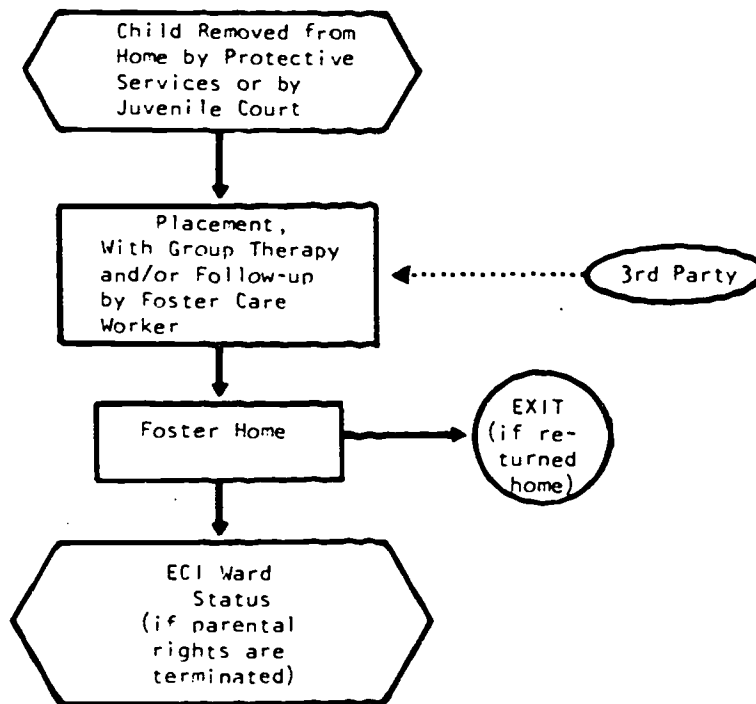 Child Removed from
Home by Protective
Services or by
Juvenile Court
Placement,
With Group Therapy
and/or Follow-up
by Foster Care
Worker
3rd Party
Foster Home
EXIT
(if re-
turned
home)
ECI Ward
Status
(if parental
rights are
terminated)